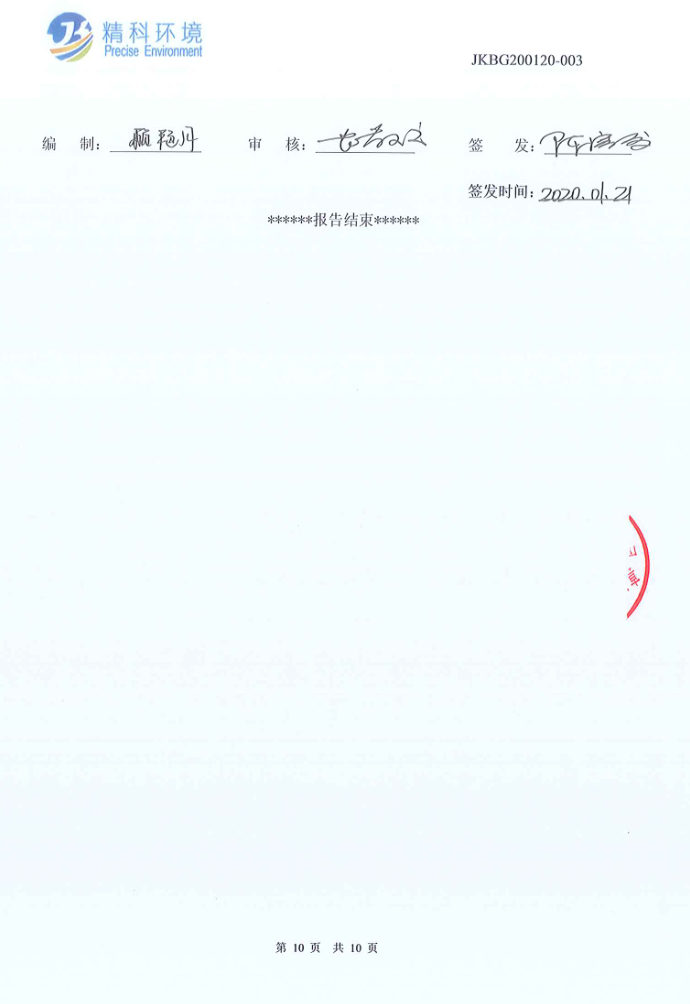 精科环境
Precise Environment
JKBG200120-003
编 制: 审 核: 签 发:
签发时间: 2020.01.21
******报告结束******
第 10 页 共 10 页